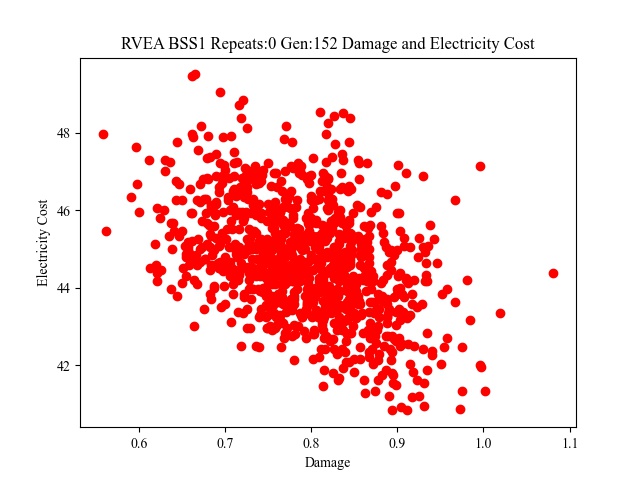 RVEA BSS1 Repeats:0 Gen:152 Damage and Electricity Cost
48
46
44
42
Electricity Cost
0.6 0.7 0.8 0.9 1.0 1.1
Damage